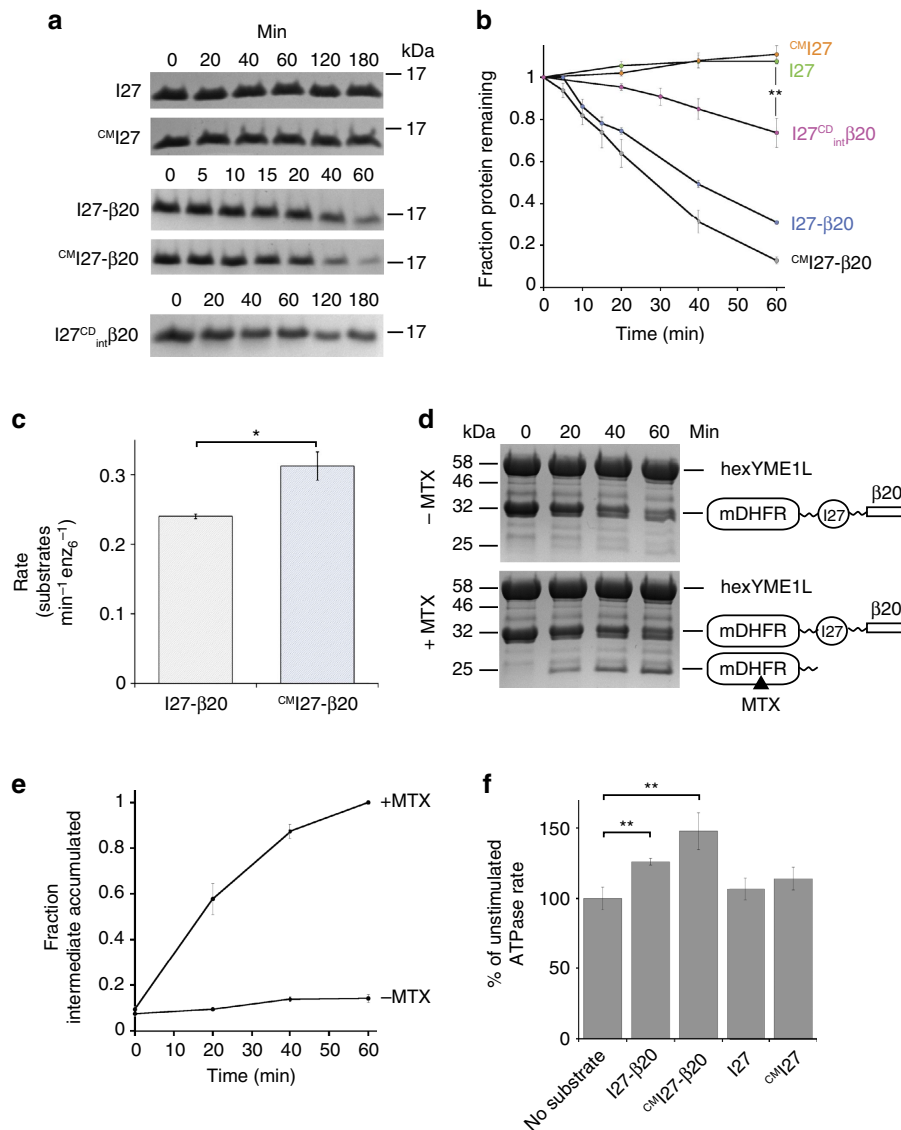 a
Min
0 20 40 60 120 180 kDa
I27 17
CMI27 17
0 5 10 15 20 40 60
I27-β20 17
CMI27-β20 17
0 20 40 60 120 180
I27CDintβ20 17
b
Fraction protein remaining
1
0.8
0.6
0.4
0.2
0
0 10 20 30 40 50 60
Time (min)
CMI27
I27
**
I27CDintβ20
I27-β20
CMI27-β20
c
Rate
(substrates
min−1 enz6−1)
0.3
0.2
0.1
0
*
I27-β20 CMI27-β20
d
kDa 0 20 40 60 Min
− MTX
58
46
32
25
hexYME1L
β20
mDHFR I27
+ MTX
58
46
32
25
hexYME1L
β20
mDHFR I27
mDHFR
MTX
e
Fraction
intermediate accumulated
1
0.8
0.6
0.4
0.2
0
0 10 20 30 40 50 60
Time (min)
+MTX
−MTX
f
% of unstimulated
ATPase rate
150
100
50
0
**
**
No substrate
I27-β20
CMI27-β20
I27
CMI27